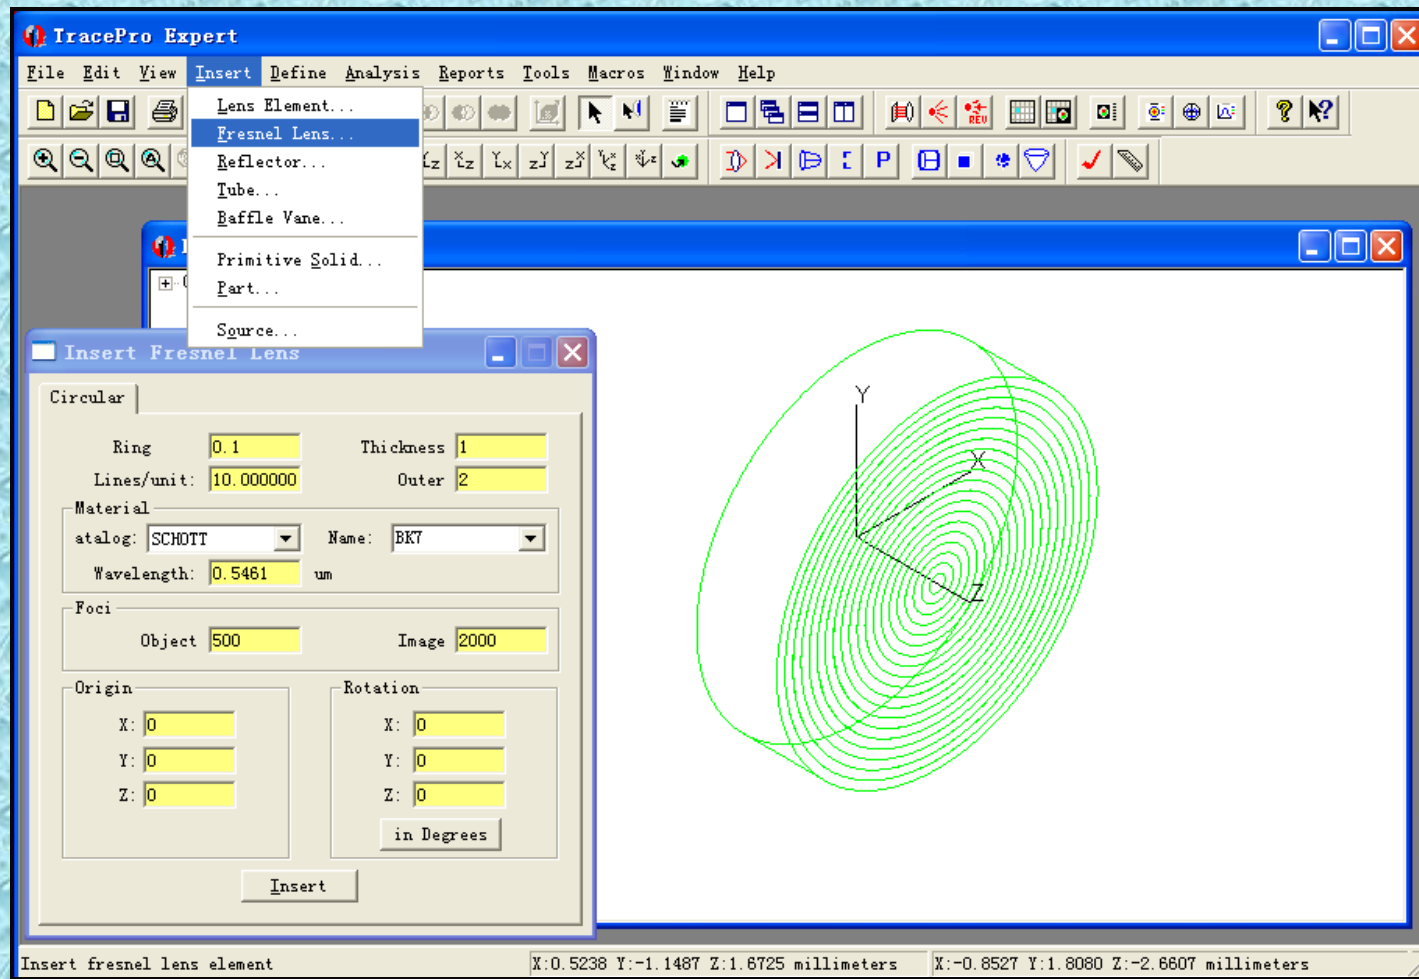 TracePro Expert
File Edit View Insert Define Analysis Reports Tools Macros Window Help
Lens Element...
Fresnel Lens...
Reflector...
Tube...
Baffle Vane...
Primitive Solid...
Part...
Source...
REV
P
Insert Fresnel Lens
Circular
Ring 0.1 Thickness 1
Lines/unit: 10.000000 Outer 2
Material
atalog: SCHOTT Name: BK7
Wavelength: 0.5461 um
Foci
Object 500 Image 2000
Origin Rotation
X: 0 X: 0
Y: 0 Y: 0
Z: 0 Z: 0
in Degrees
Insert
Y
X
Z
Insert fresnel lens element X:0.5238 Y:-1.1487 Z:1.6725 millimeters X:-0.8527 Y:1.8080 Z:-2.6607 millimeters